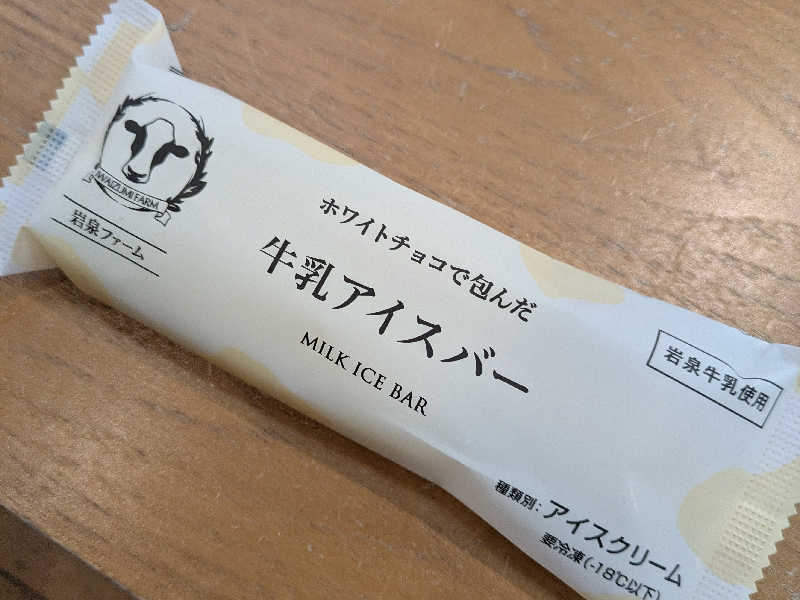 IWAIZUMI FARM
岩泉ファーム
ホワイトチョコで包んだ
牛乳アイスバー
MILK ICE BAR
岩泉牛乳使用
種類別:アイスクリーム
要冷凍(-18℃以下)